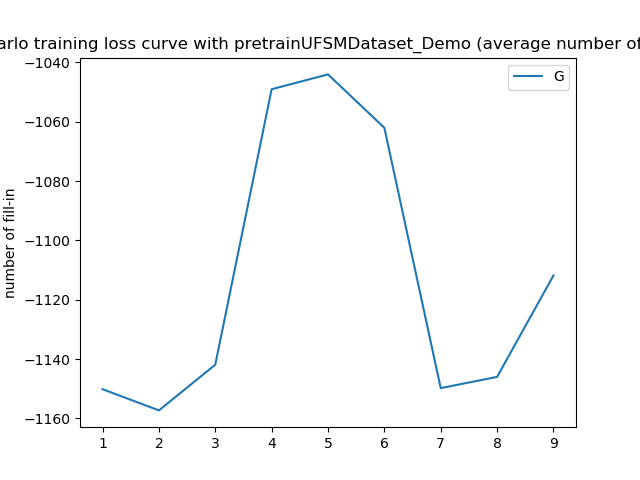 training loss curve with pretrainUFSMDataset_Demo (average number of
G
−1040
−1060
−1080
−1100
−1120
−1140
−1160
number of fill-in
1 2 3 4 5 6 7 8 9